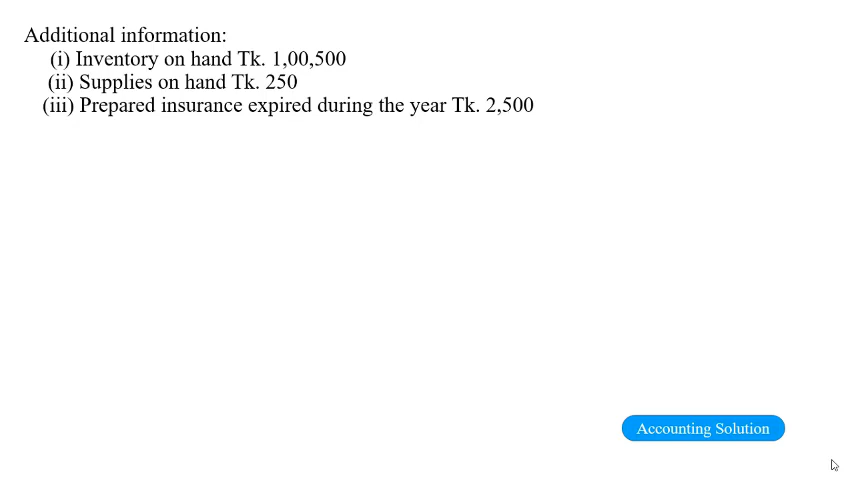 Additional information:
(i) Inventory on hand Tk. 1,00,500
(ii) Supplies on hand Tk. 250
(iii) Prepared insurance expired during the year Tk. 2,500
Accounting Solution